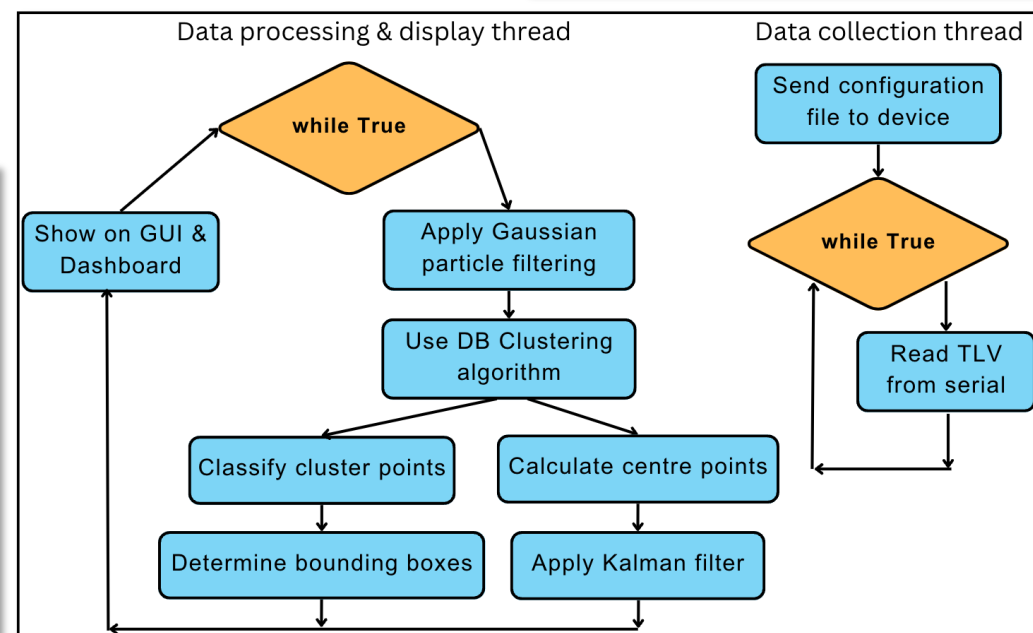 Data processing & display thread
while True
Show on GUI &
Dashboard
Apply Gaussian
particle filtering
Use DB Clustering
algorithm
Classify cluster points
Calculate centre points
Determine bounding boxes
Apply Kalman filter
Data collection thread
Send configuration
file to device
while True
Read TLV
from serial